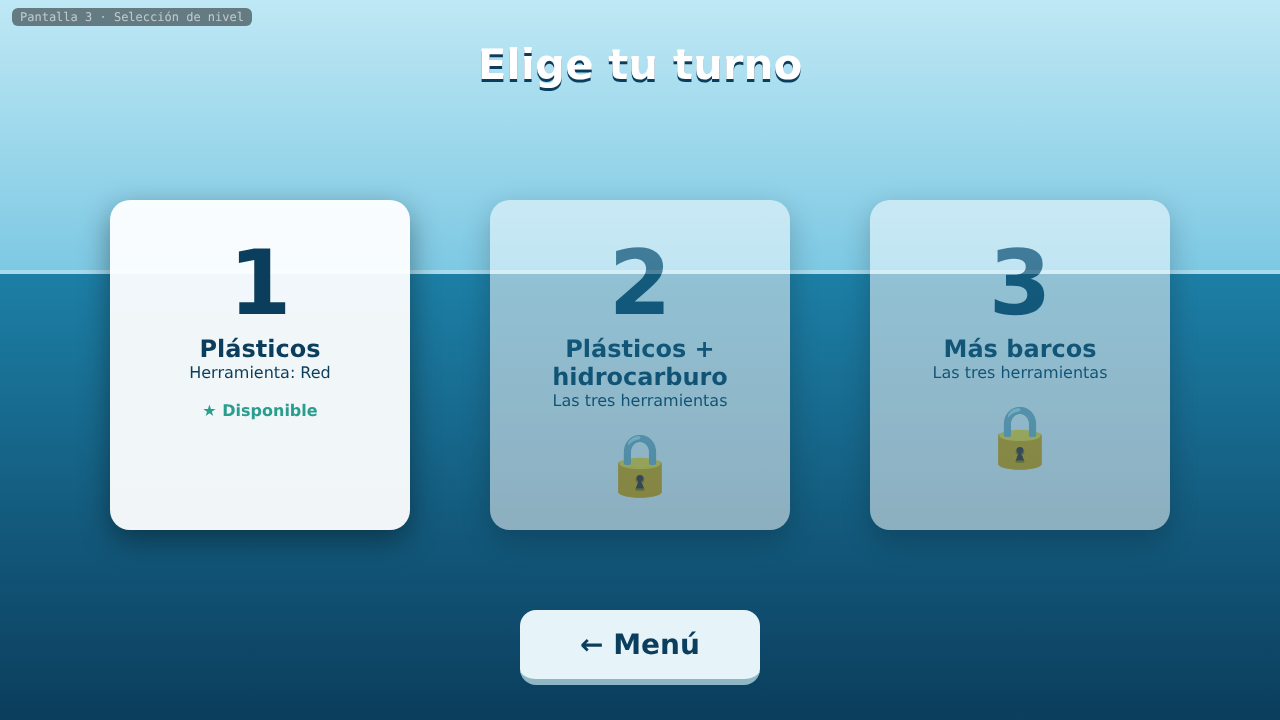 Pantalla 3 · Selección de nivel
Elige tu turno
1
Plásticos
Herramienta: Red
★ Disponible
2
Plásticos +
hidrocarburo
Las tres herramientas
3
Más barcos
Las tres herramientas
← Menú